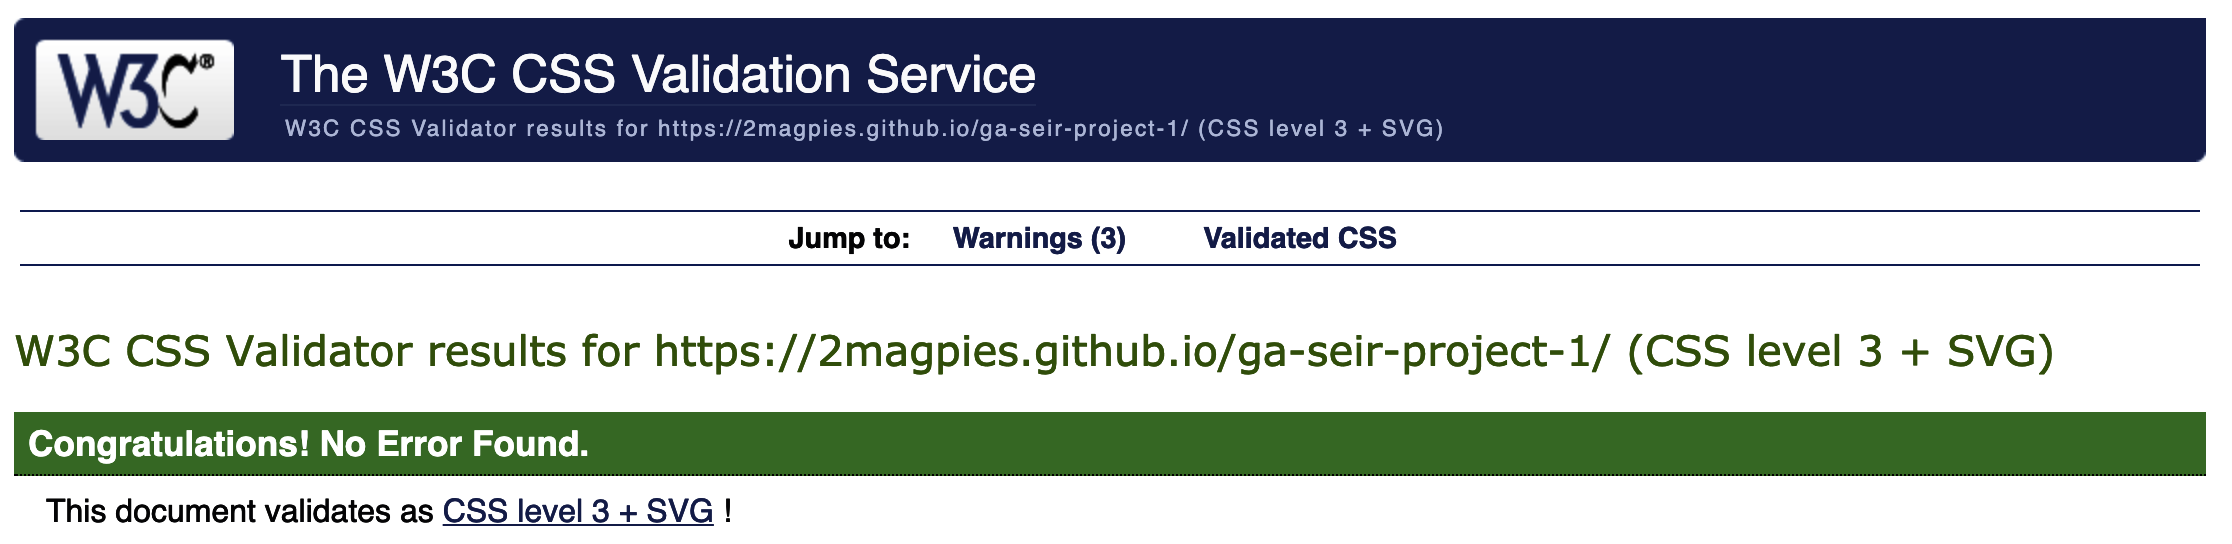 W3C®
The W3C CSS Validation Service
W3C CSS Validator results for https://2magpies.github.io/ga-seir-project-1/ (CSS level 3 + SVG)
Jump to: Warnings (3) Validated CSS
W3C CSS Validator results for https://2magpies.github.io/ga-seir-project-1/ (CSS level 3 + SVG)
Congratulations! No Error Found.
This document validates as CSS level 3 + SVG !